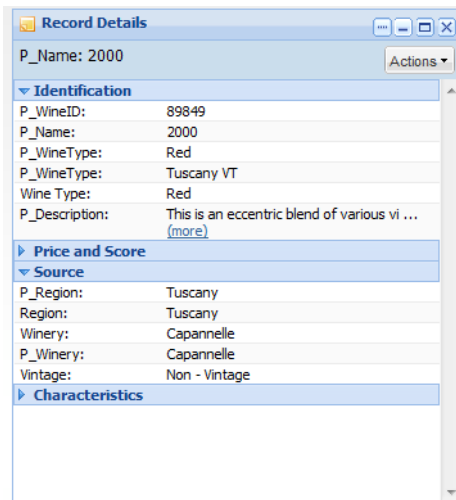 Record Details
P_Name: 2000
Actions
Identification
P_WineID: 89849
P_Name: 2000
P_WineType: Red
P_WineType: Tuscany VT
Wine Type: Red
P_Description: This is an eccentric blend of various vi ...
(more)
Price and Score
Source
P_Region: Tuscany
Region: Tuscany
Winery: Capannelle
P_Winery: Capannelle
Vintage: Non - Vintage
Characteristics